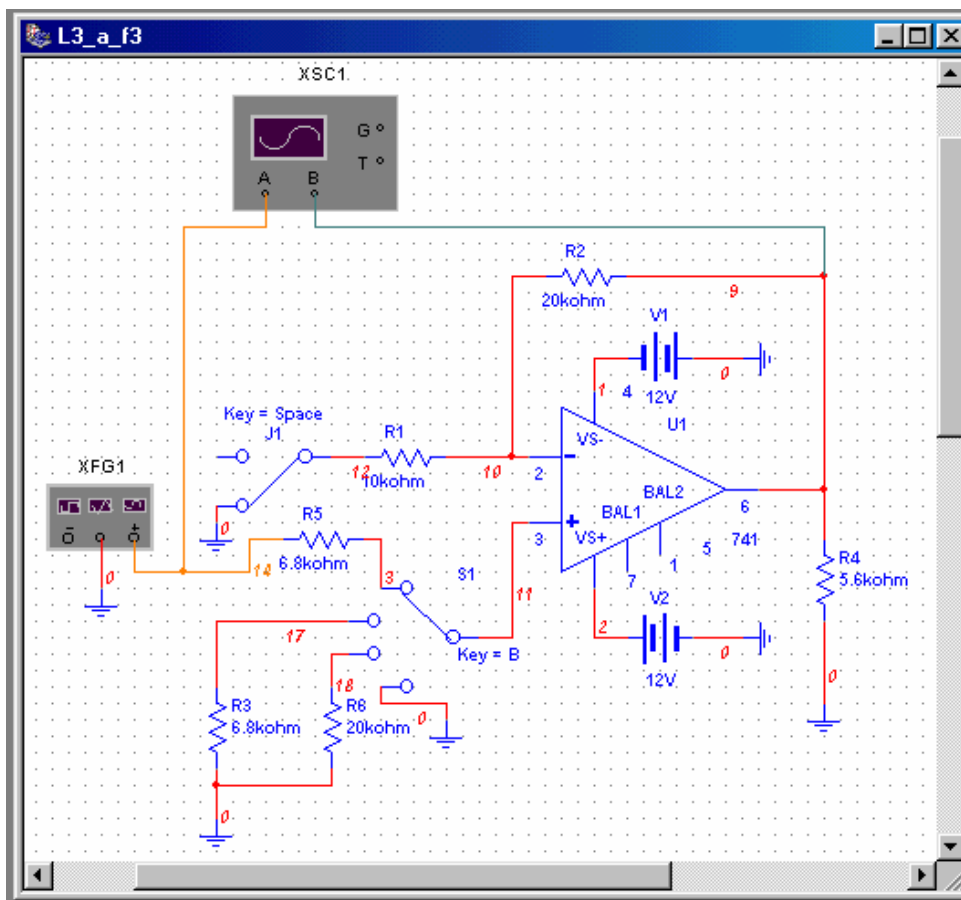 L3_a_f3
XSC1
G
T
A B
R2
20kohm
9
V1
1 4 12V 0
U1
Key = Space
J1
R1
12 10kohm 10
2
VS-
XFG1
BAL2
BAL1
6
3
VS+
741
5
1
7
R5
0
14 6.8kohm
3
S1
11
R4
5.6kohm
0
V2
2
12V
0
17
Key = B
18
0
R3
6.8kohm
R6
20kohm
0
0